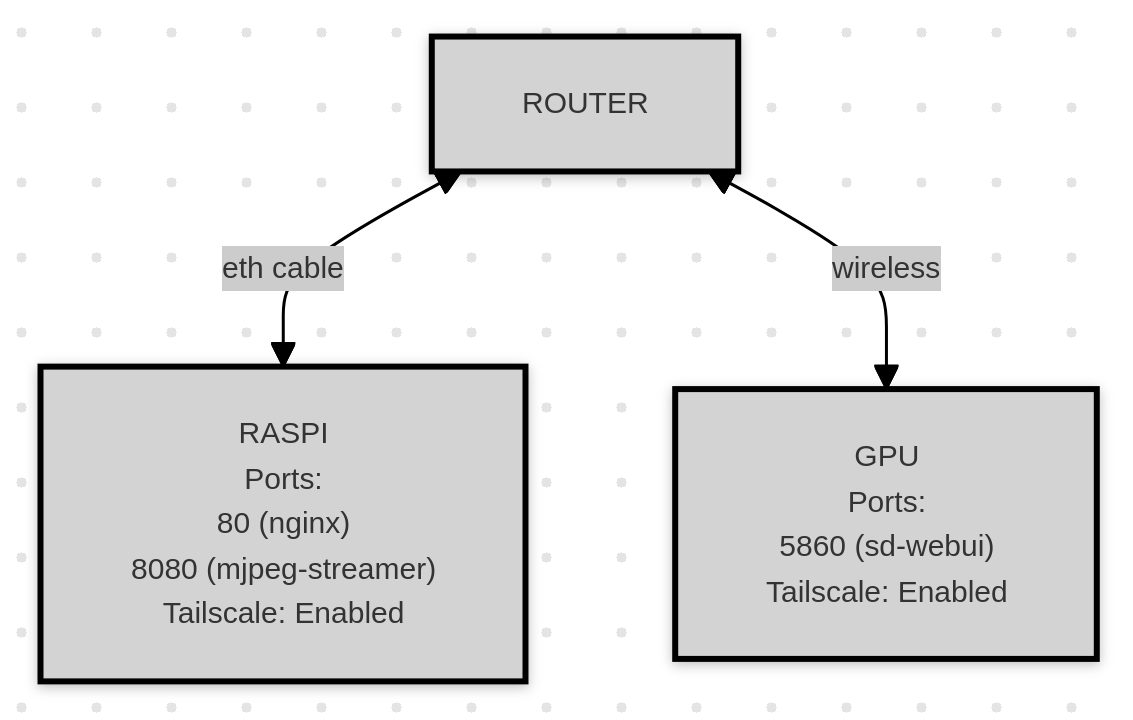 ROUTER
eth cable
wireless
RASPI
Ports:
80 (nginx)
8080 (mjpeg-streamer)
Tailscale: Enabled
GPU
Ports:
5860 (sd-webui)
Tailscale: Enabled